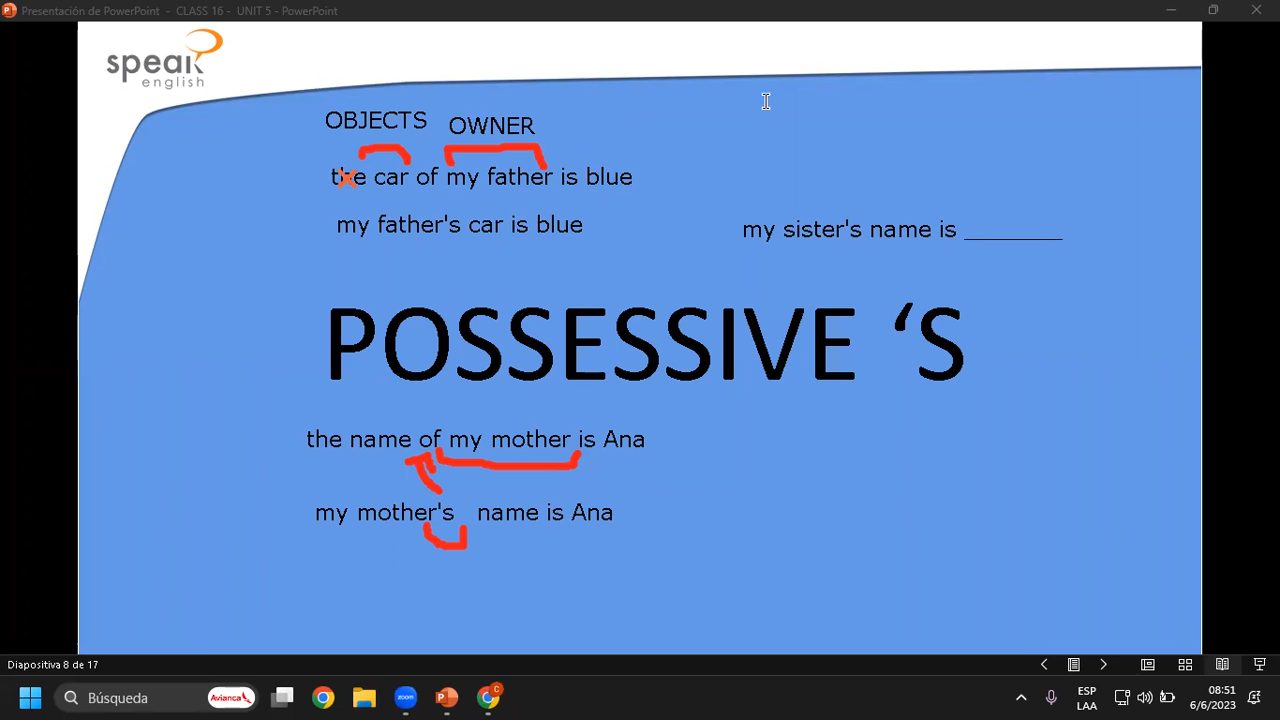 Presentación de PowerPoint - CLASS 16 - UNIT 5 - PowerPoint
speak
english
OBJECTS OWNER
the car of my father is blue
my father's car is blue
my sister's name is ________
POSSESSIVE ‘S
the name of my mother is Ana
my mother's name is Ana
Diapositiva 8 de 17
Búsqueda
Avianca
zoom
C
ESP
LAA
08:51
6/6/2023